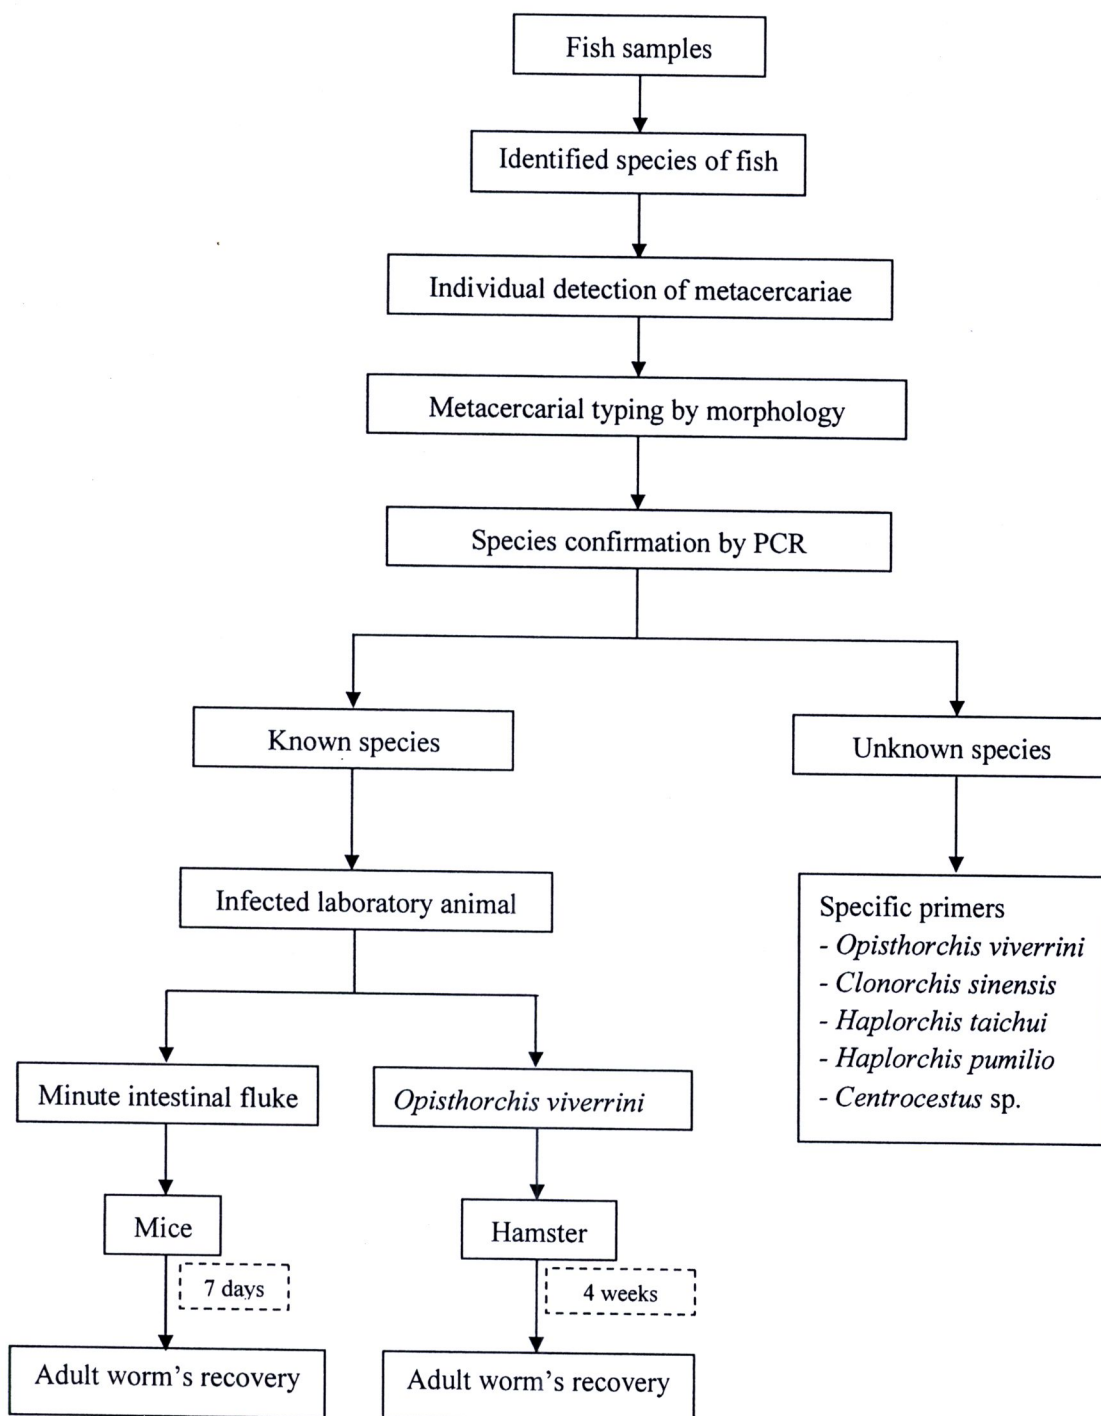 Fish samples
Identified species of fish
Individual detection of metacercariae
Metacercarial typing by morphology
Species confirmation by PCR
Known species
Unknown species
Infected laboratory animal
Specific primers
- Opisthorchis viverrini
- Clonorchis sinensis
- Haplorchis taichui
- Haplorchis pumilio
- Centrocestus sp.
Minute intestinal fluke
Opisthorchis viverrini
Mice
Hamster
7 days
4 weeks
Adult worm's recovery
Adult worm's recovery